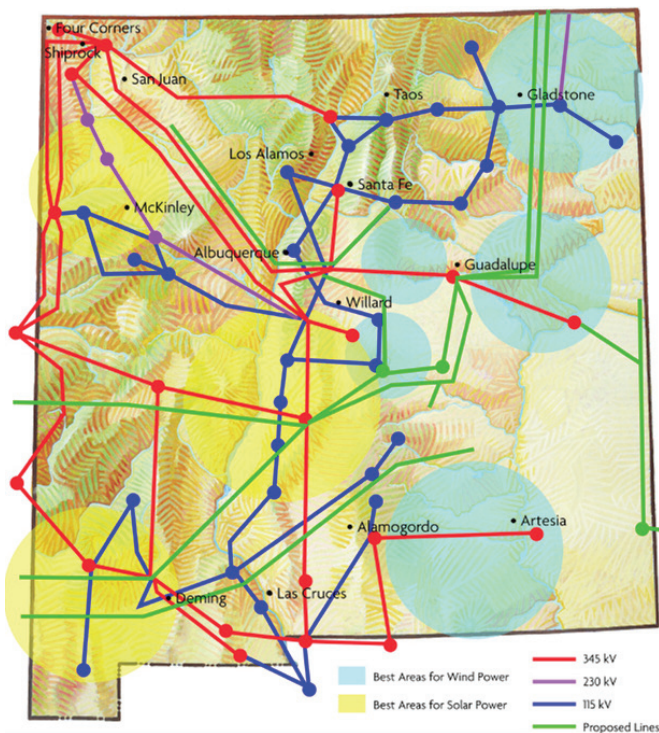 Four Corners
Shiprock
San Juan
Taos
Gladstone
Los Alamos
Santa Fe
McKinley
Albuquerque
Guadalupe
Willard
Alamogordo
Artesia
Las Cruces
Deming
345 kV
Best Areas for Wind Power
230 kV
Best Areas for Solar Power
115 kV
Proposed Lines